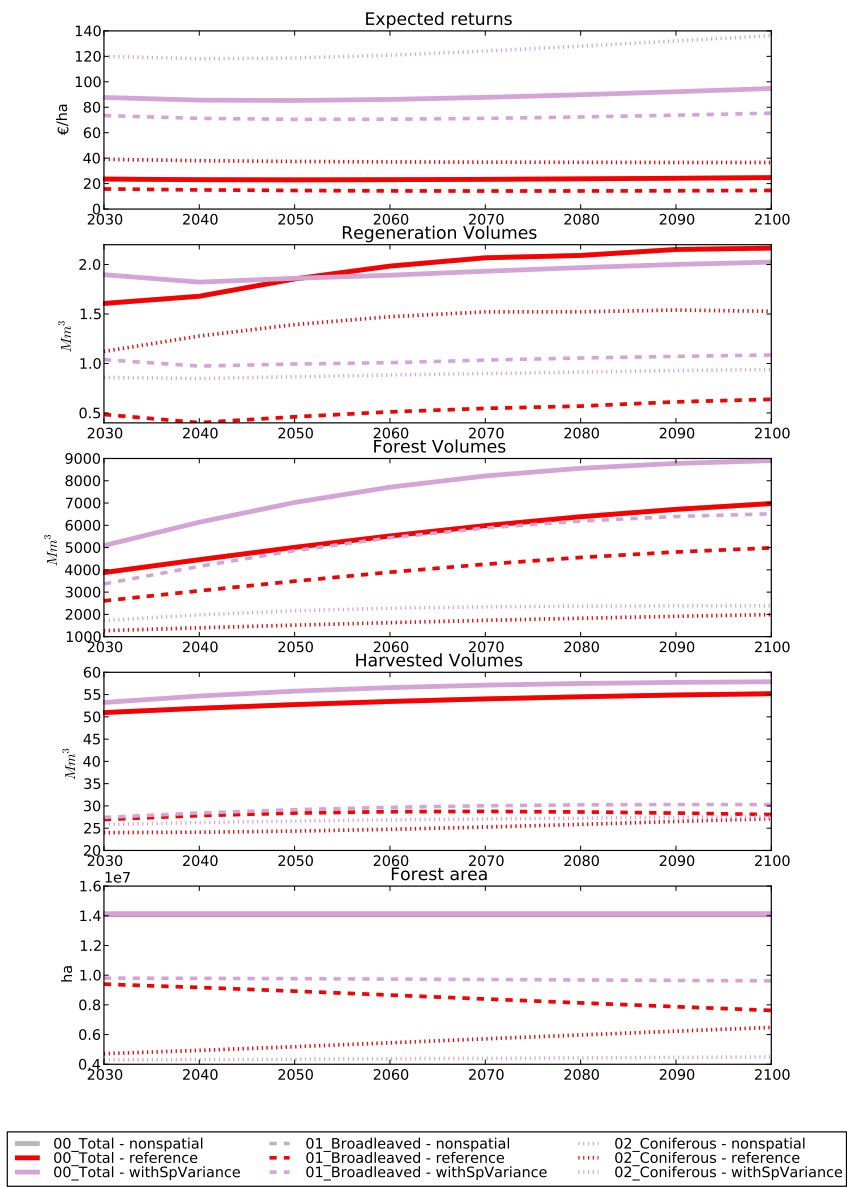 Expected returns
140
120
100
80
60
40
20
0
€/ha
2030 2040 2050 2060 2070 2080 2090 2100
Regeneration Volumes
2.0
1.5
1.0
0.5
Mm³
2030 2040 2050 2060 2070 2080 2090 2100
Forest Volumes
9000
8000
7000
6000
5000
4000
3000
2000
1000
Mm³
2030 2040 2050 2060 2070 2080 2090 2100
Harvested Volumes
60
55
50
45
40
35
30
25
20
Mm³
2030 2040 2050 2060 2070 2080 2090 2100
Forest area
1e7
1.6
1.4
1.2
1.0
0.8
0.6
0.4
ha
2030 2040 2050 2060 2070 2080 2090 2100
00_Total - nonspatial 01_Broadleaved - nonspatial 02_Coniferous - nonspatial
00_Total - reference 01_Broadleaved - reference 02_Coniferous - reference
00_Total - withSpVariance 01_Broadleaved - withSpVariance 02_Coniferous - withSpVariance